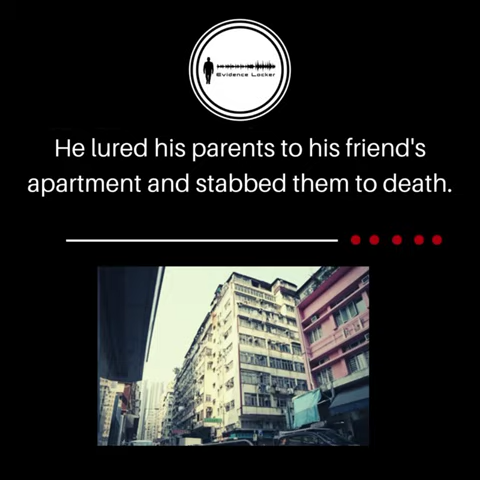 Evidence Locker
He lured his parents to his friend's
apartment and stabbed them to death.